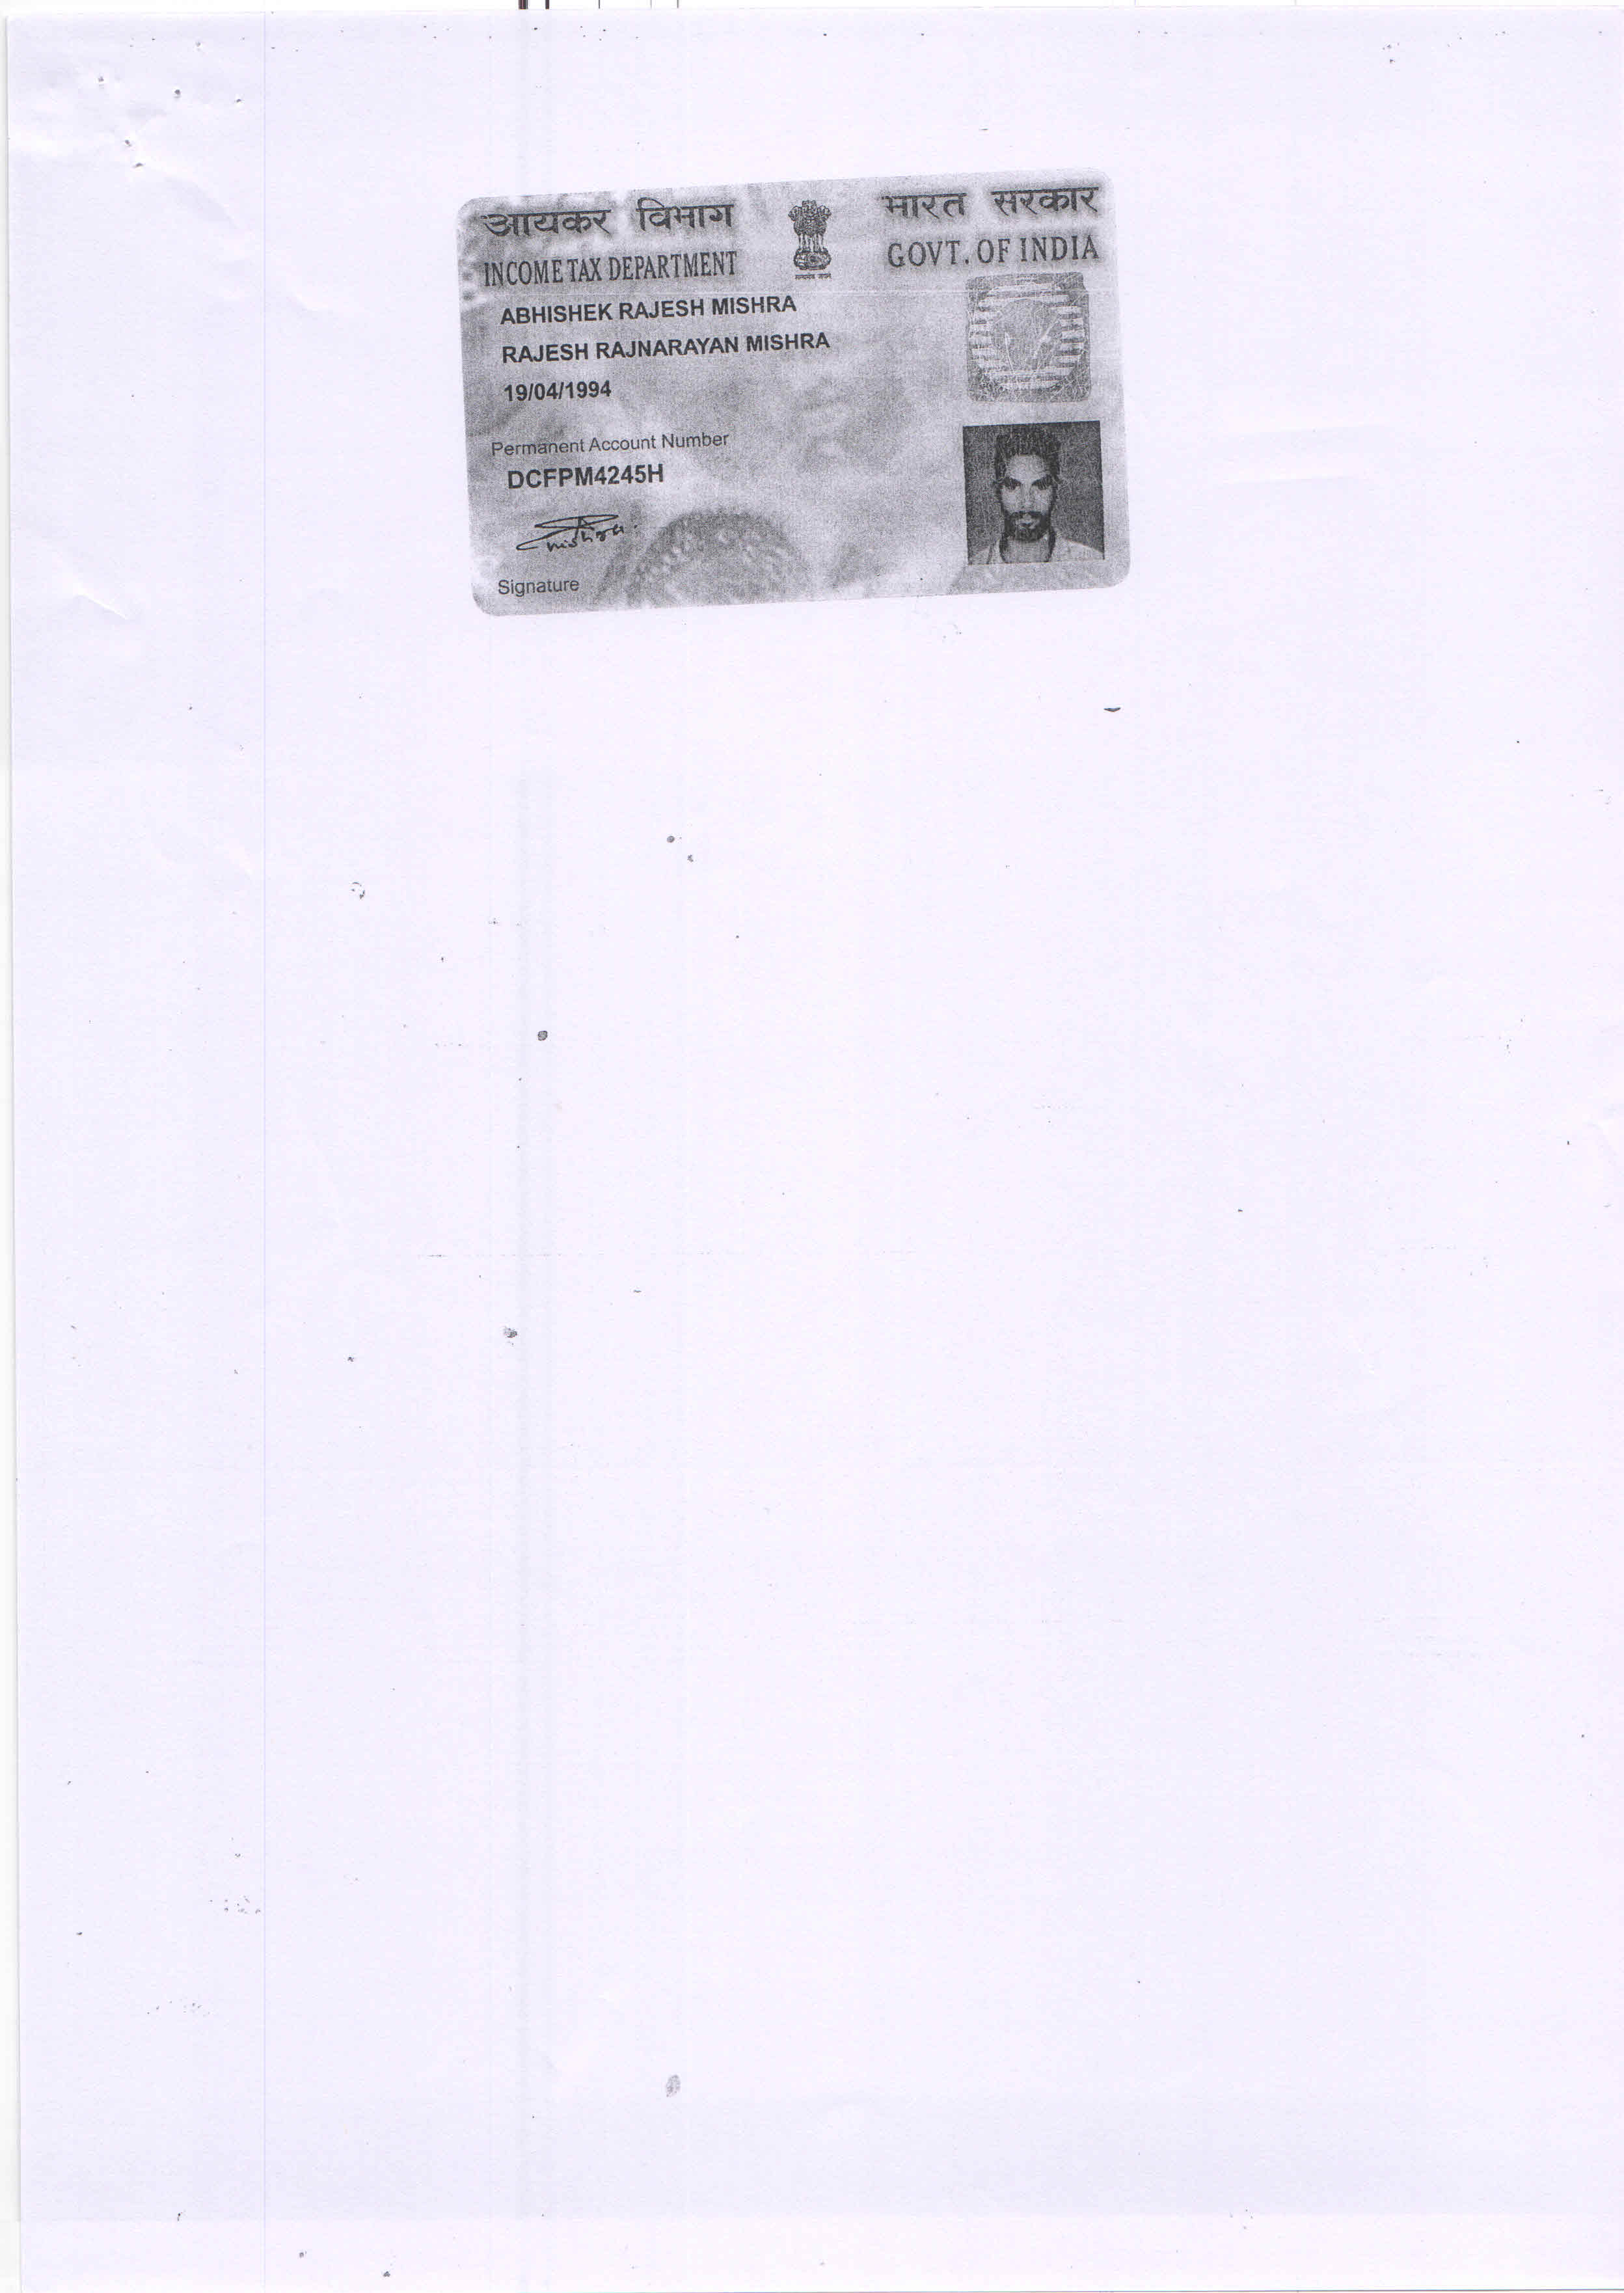 आयकर विभाग
INCOME TAX DEPARTMENT
भारत सरकार
GOVT. OF INDIA
ABHISHEK RAJESH MISHRA
RAJESH RAJNARAYAN MISHRA
19/04/1994
Permanent Account Number
DCFPM4245H
Mishra
Signature